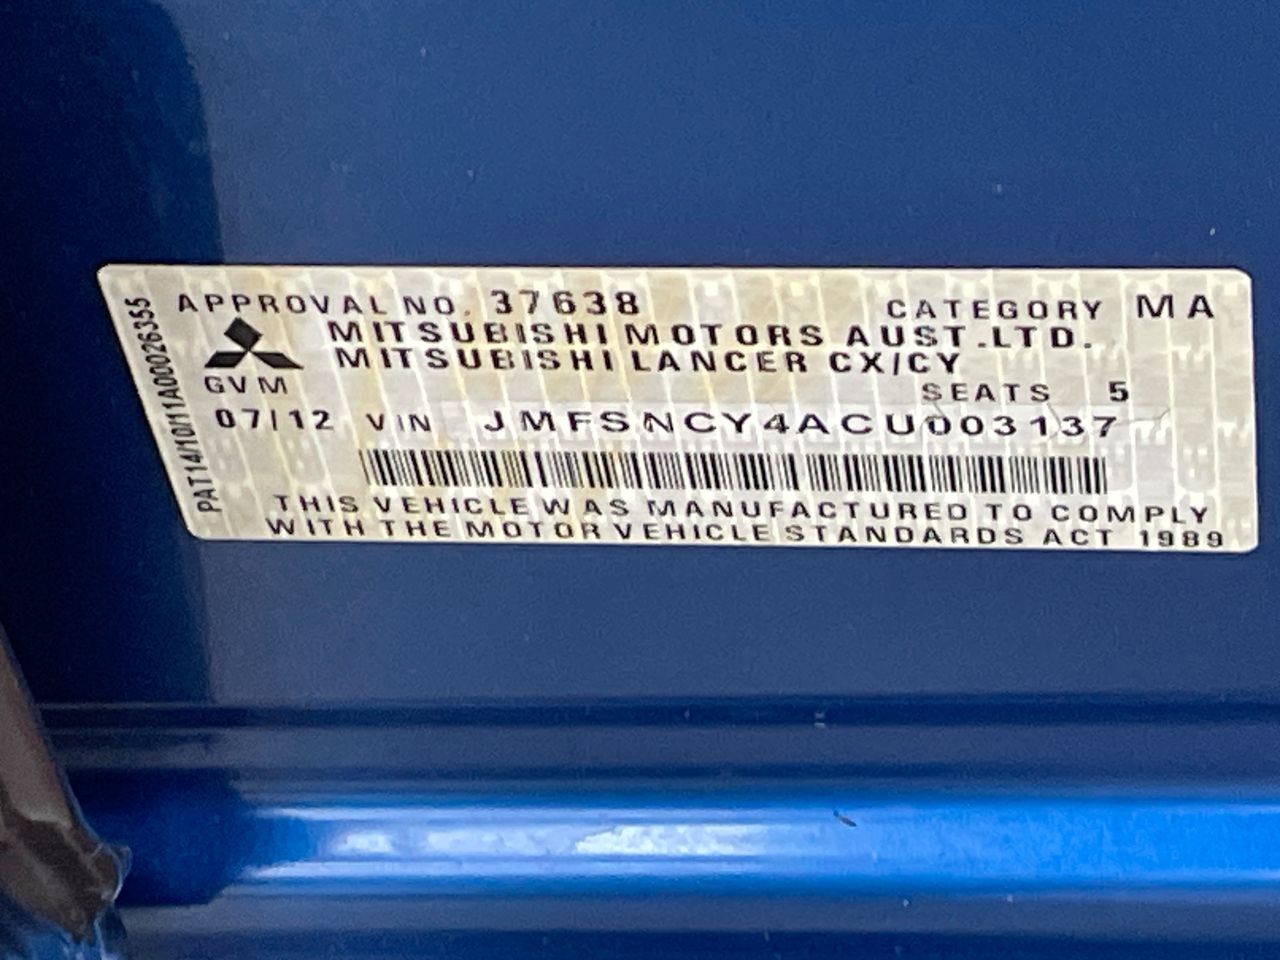 APPROVAL NO. 37638 CATEGORY MA
MITSUBISHI MOTORS AUST.LTD.
MITSUBISHI LANCER CX/CY
GVM SEATS 5
07/12 VIN JMFSNCY4ACU003137
THIS VEHICLE WAS MANUFACTURED TO COMPLY
WITH THE MOTOR VEHICLE STANDARDS ACT 1989
PAT14/10/11A00026355